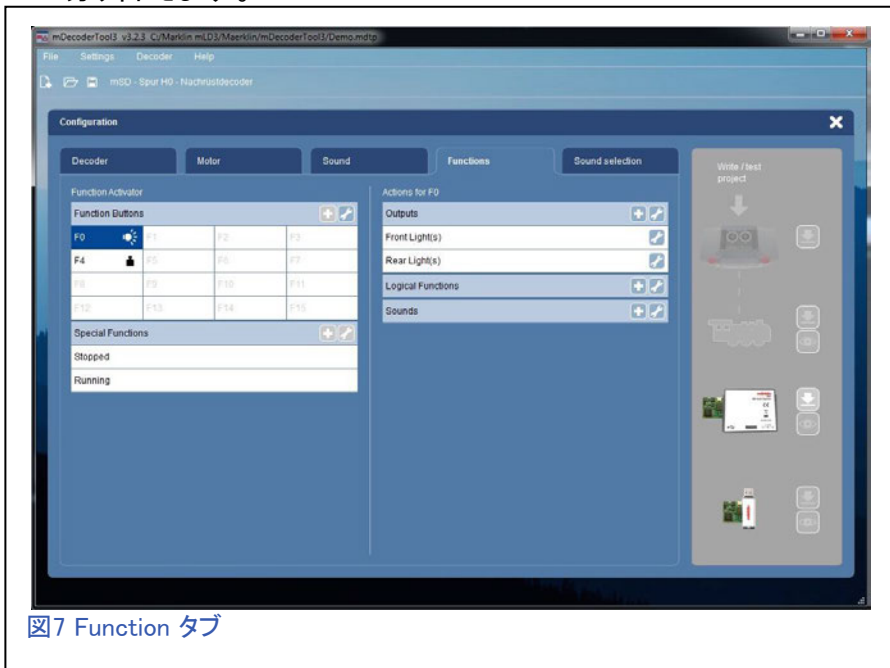 mDecoderTool3 v3.2.3 C:/Marklin mLD3/Maerklin/mDecoderTool3/Demo.mdtp
File Settings Decoder Help
mSD - Spur H0 - Nachrüstdecoder
Configuration
Decoder Motor Sound Functions Sound selection
Write / test
project
Function Activator
Function Buttons
F0 F1 F2 F3
F4 F5 F6 F7
F8 F9 F10 F11
F12 F13 F14 F15
Special Functions
Stopped
Running
Actions for F0
Outputs
Front Light(s)
Rear Light(s)
Logical Functions
Sounds
図7 Function タブ